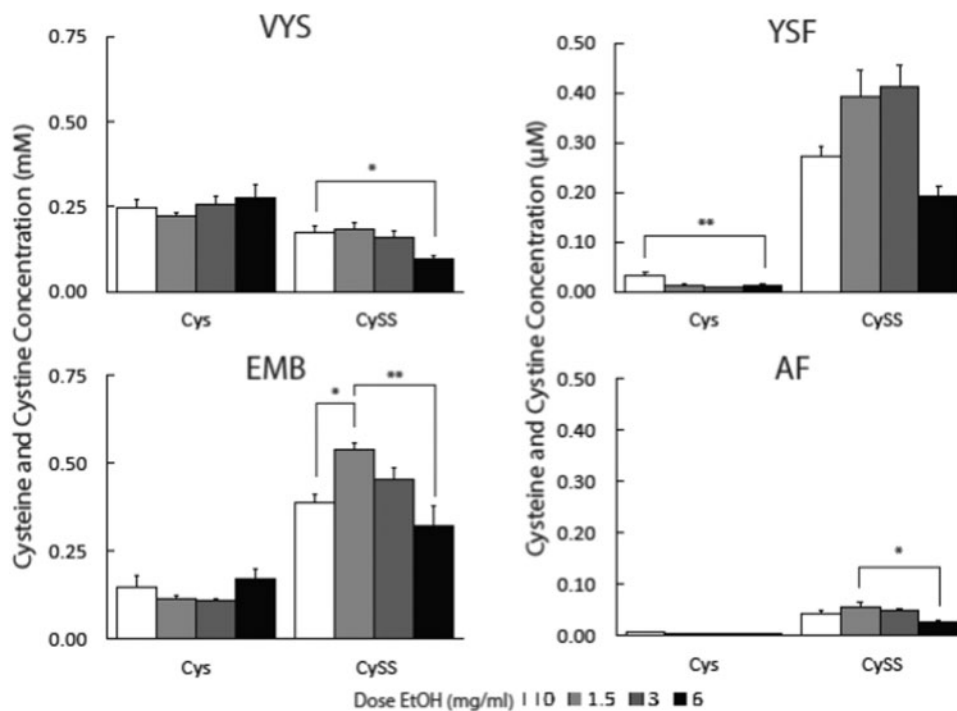 VYS
Cysteine and Cystine Concentration (mM)
0.75
0.50
0.25
0.00
*
Cys
CySS
YSF
Cysteine and Cystine Concentration (µM)
0.50
0.40
0.30
0.20
0.10
0.00
**
Cys
CySS
EMB
0.75
0.50
0.25
0.00
*
**
Cys
CySS
AF
0.50
0.40
0.30
0.20
0.10
0.00
*
Cys
CySS
Dose EtOH (mg/ml) 0 1.5 3 6